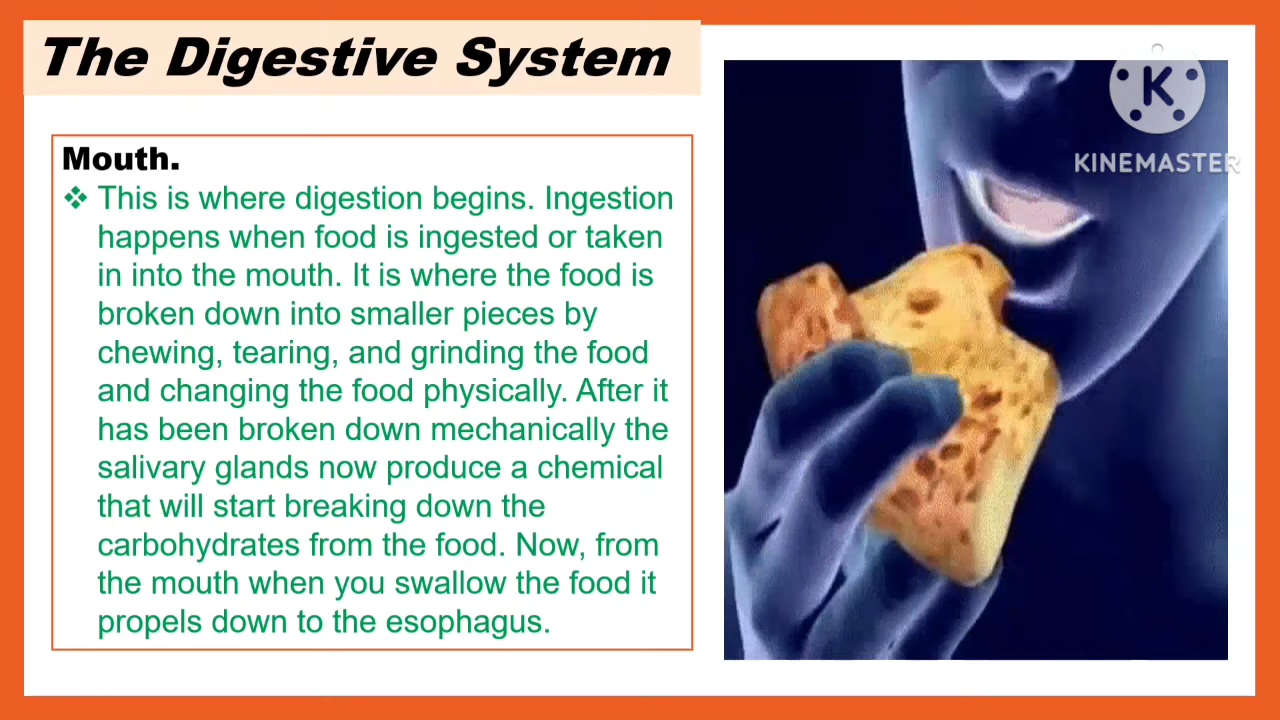 The Digestive System
Mouth.
❖ This is where digestion begins. Ingestion
happens when food is ingested or taken
in into the mouth. It is where the food is
broken down into smaller pieces by
chewing, tearing, and grinding the food
and changing the food physically. After it
has been broken down mechanically the
salivary glands now produce a chemical
that will start breaking down the
carbohydrates from the food. Now, from
the mouth when you swallow the food it
propels down to the esophagus.
K
KINEMASTER